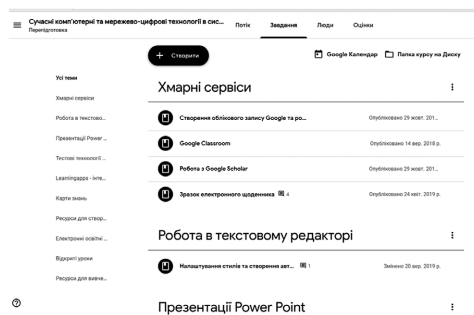 Сучасні комп'ютерні та мережево-цифрові технології в сис...
Перепідготовка
Потік Завдання Люди Оцінки
+ Створити
Google Календар Папка курсу на Диску
Усі теми
Хмарні сервіси
Робота в текстово...
Презентації Power ...
Тестові технології ...
Learningapps - інте...
Карти знань
Ресурси для створ...
Електронні освітні ...
Відкриті уроки
Ресурси для вивче...
Хмарні сервіси
Створення облікового запису Google та ро... Опубліковано 29 жовт. 201...
Google Classroom Опубліковано 14 вер. 2018 р.
Робота з Google Scholar Опубліковано 29 жовт. 201...
Зразок електронного щоденника 4 Опубліковано 24 квіт. 2019 р.
Робота в текстовому редакторі
Налаштування стилів та створення авт... 1 Змінено 20 вер. 2019 р.
Презентації Power Point